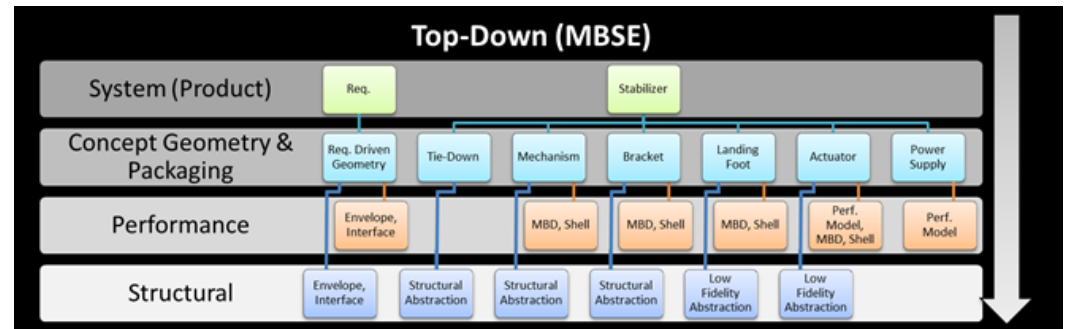 Top-Down (MBSE)
System (Product)
Req.
Stabilizer
Concept Geometry &
Packaging
Req. Driven
Geometry
Tie-Down
Mechanism
Bracket
Landing
Foot
Actuator
Power
Supply
Performance
Envelope,
Interface
MBD, Shell
MBD, Shell
MBD, Shell
Perf.
Model,
MBD, Shell
Perf.
Model
Structural
Envelope,
Interface
Structural
Abstraction
Structural
Abstraction
Structural
Abstraction
Low
Fidelity
Abstraction
Low
Fidelity
Abstraction